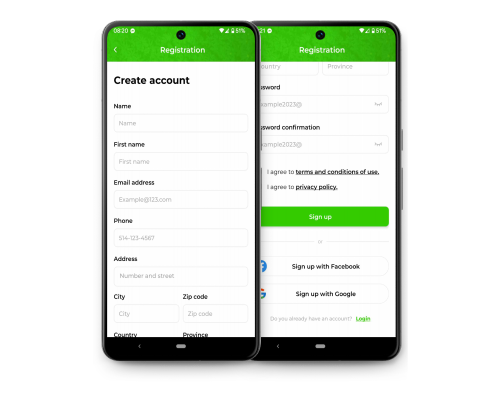 08:20
51%
Registration
Create account
Name
Name
First name
First name
Email address
Example@123.com
Phone
514-123-4567
Address
Number and street
City Zip code
City Zip code
Country Province
:21
51%
Registration
ountry Province
ssword
xample2023@
ssword confirmation
xample2023@
I agree to terms and conditions of use.
I agree to privacy policy.
Sign up
or
Sign up with Facebook
Sign up with Google
Do you already have an account? Login